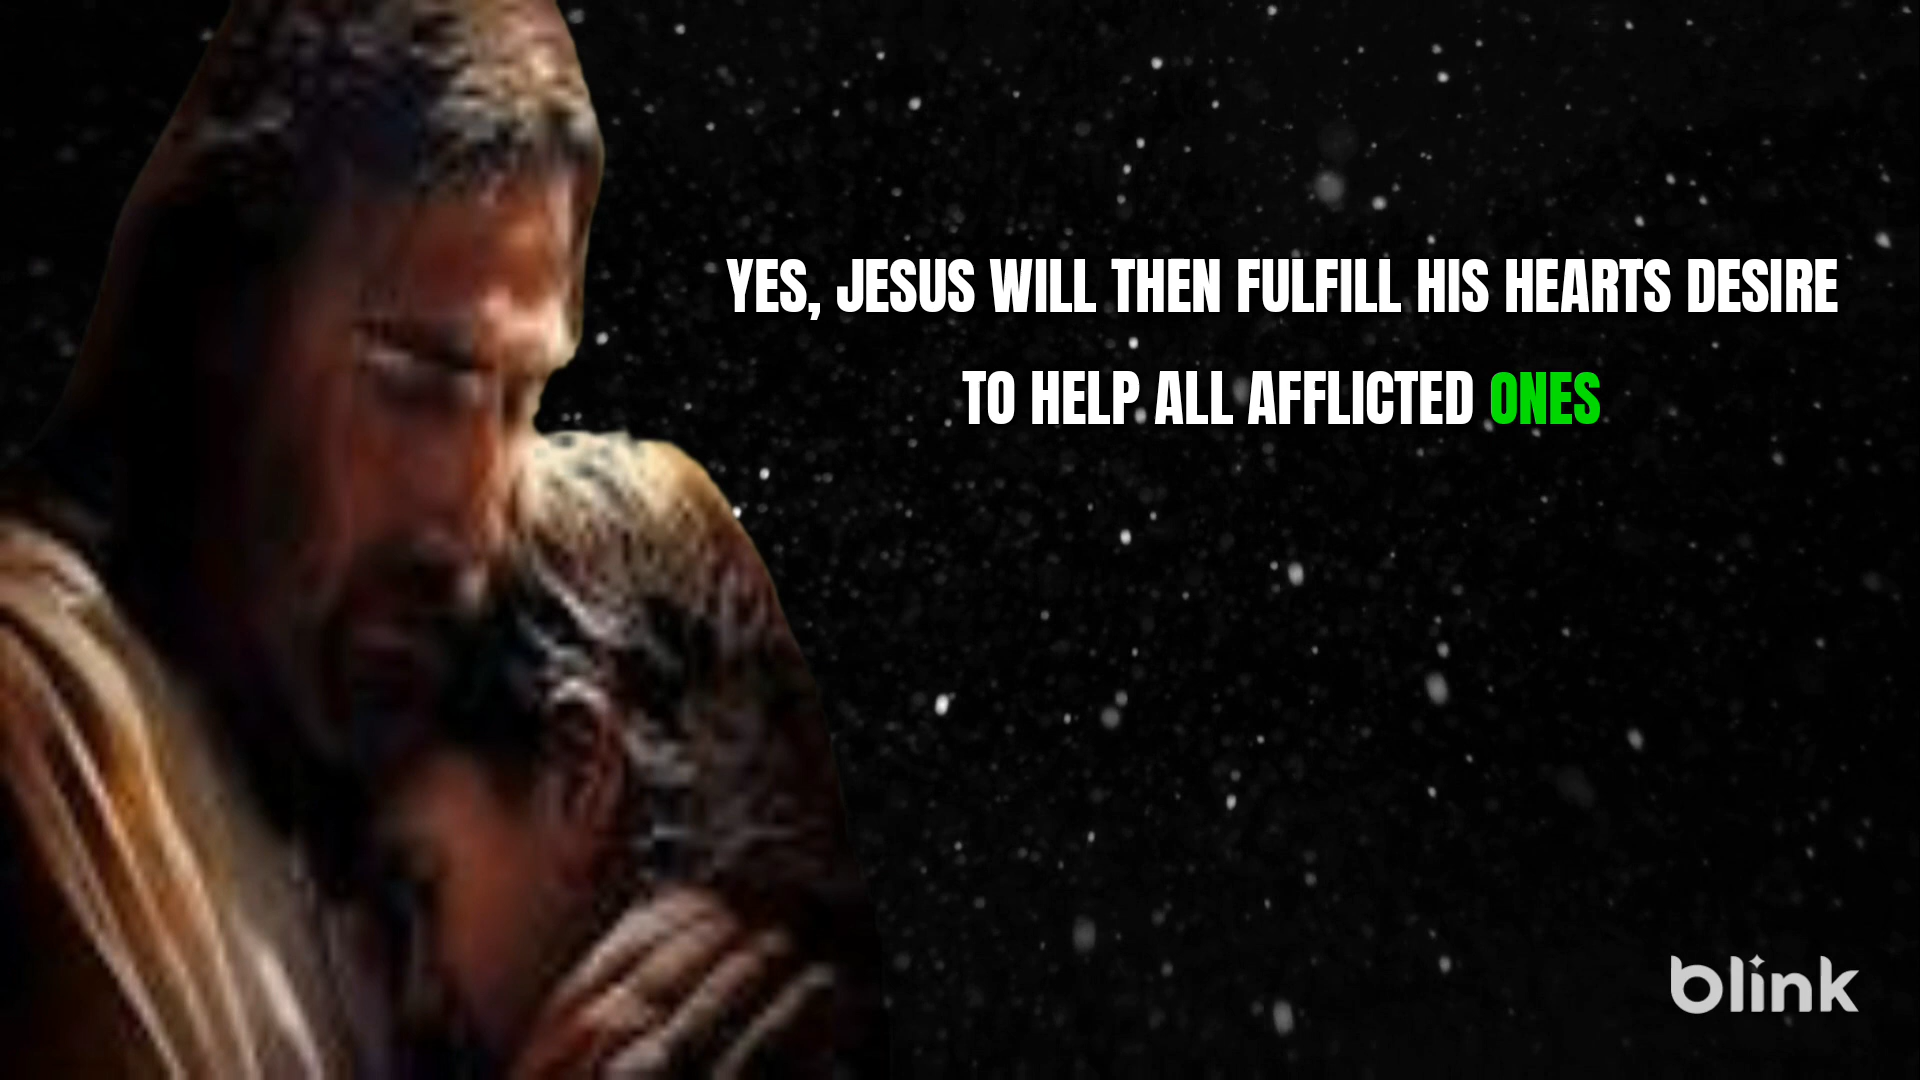 YES, JESUS WILL THEN FULFILL HIS HEARTS DESIRE
TO HELP ALL AFFLICTED ONES
blink